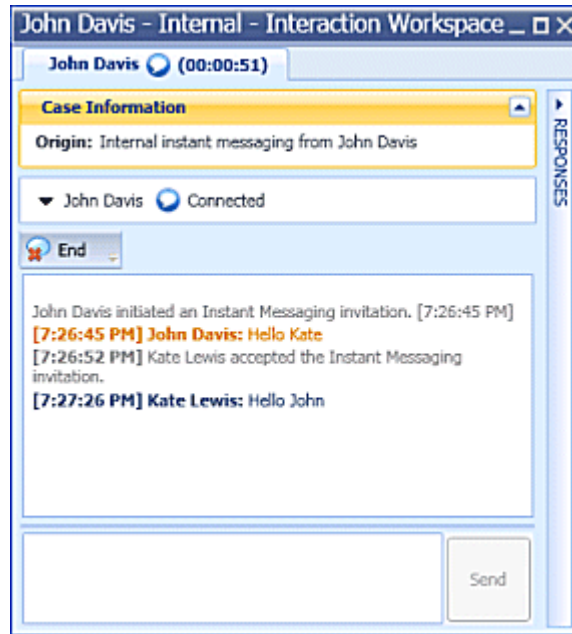 John Davis - Internal - Interaction Workspace
John Davis (00:00:51)
Case Information
Origin: Internal instant messaging from John Davis
RESPONSES
John Davis Connected
End
John Davis initiated an Instant Messaging invitation. [7:26:45 PM]
[7:26:45 PM] John Davis: Hello Kate
[7:26:52 PM] Kate Lewis accepted the Instant Messaging
invitation.
[7:27:26 PM] Kate Lewis: Hello John
Send